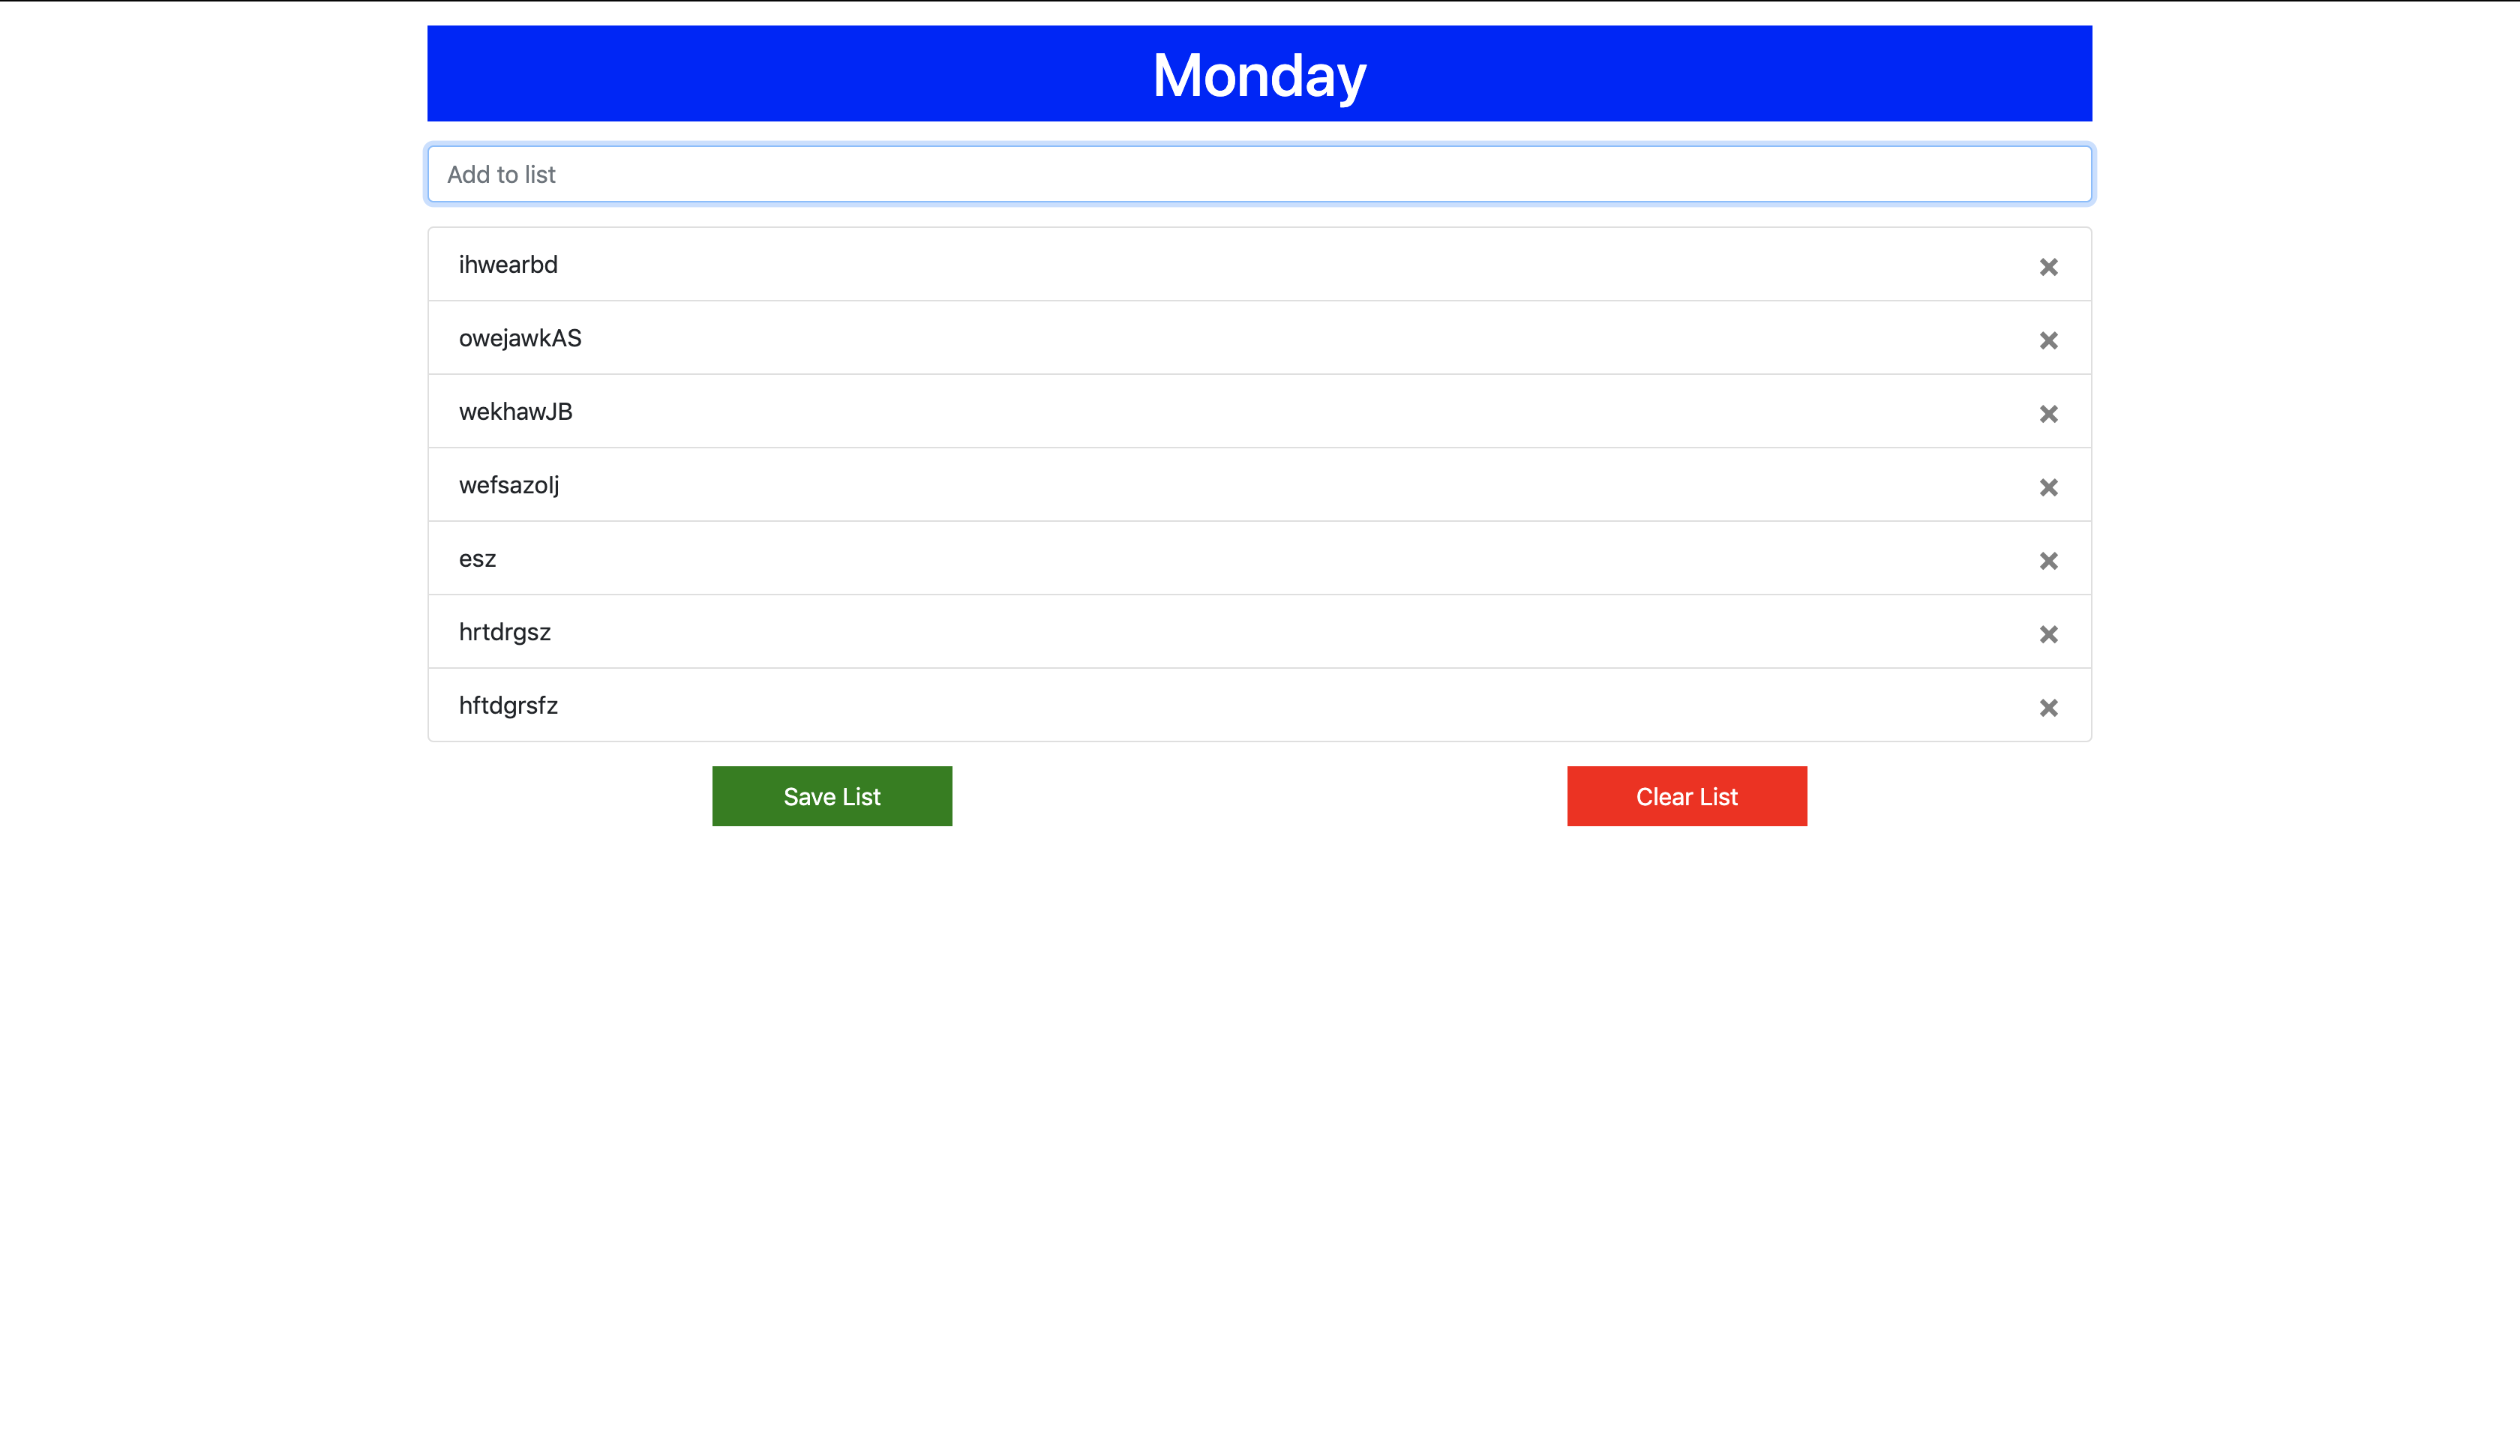 Monday
Add to list
ihwearbd
owejawkAS
wekhawJB
wefsazolj
esz
hrtdrgsz
hftdgrsfz
Save List
Clear List